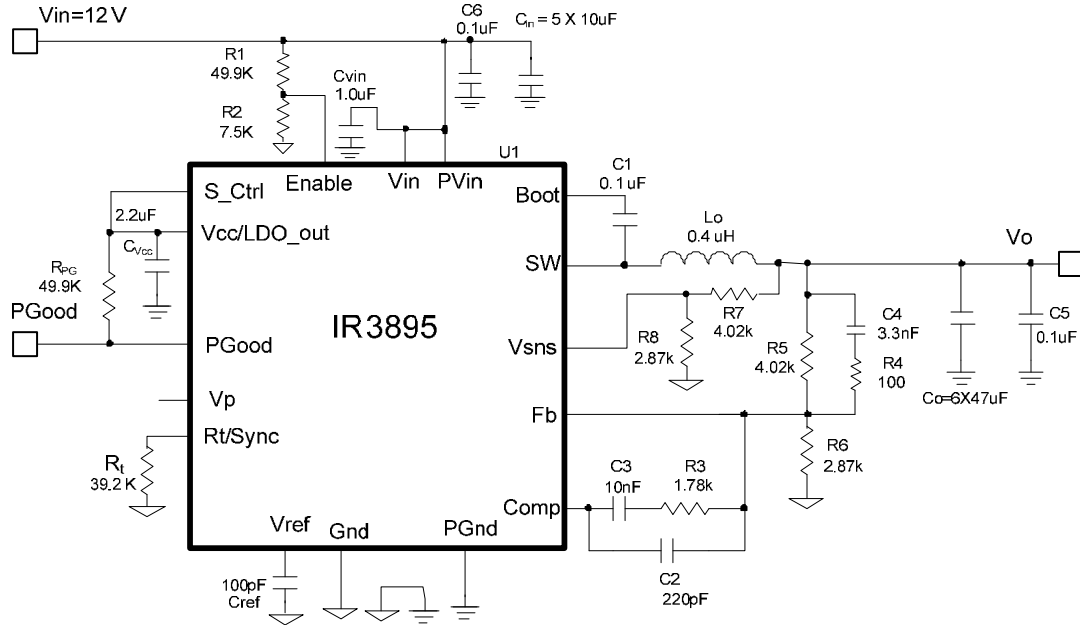 Vin=12 V
C6
0.1uF
Cin = 5 X 10uF
R1
49.9K
Cvin
1.0uF
R2
7.5K
U1
Enable
Vin
PVin
C1
0.1uF
S_Ctrl
Boot
2.2uF
Vcc/LDO_out
CVcc
Lo
0.4 uH
Vo
SW
RPG
49.9K
PGood
IR3895
R7
4.02k
C4
3.3nF
C5
0.1uF
R8
2.87k
R5
4.02k
PGood
Vsns
R4
100
Vp
Fb
Co=6X47uF
Rt/Sync
Rt
39.2 K
R6
2.87k
C3
10nF
R3
1.78k
Comp
Vref
Gnd
PGnd
100pF
Cref
C2
220pF